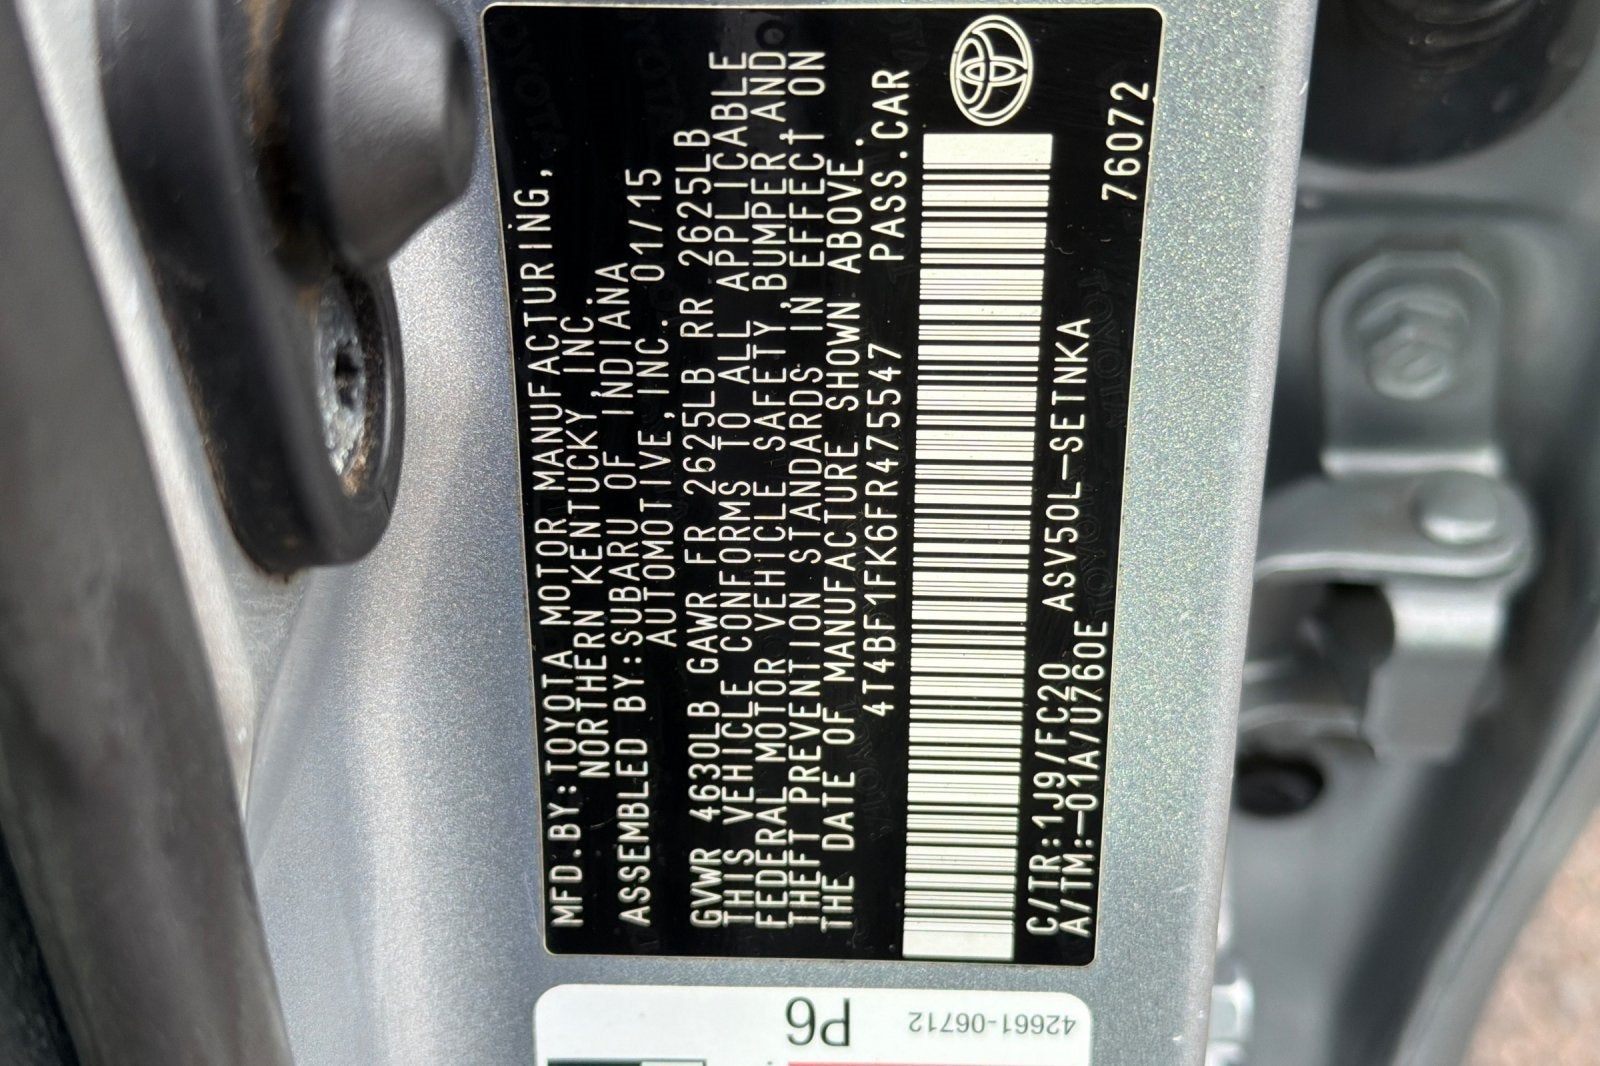 MFD.BY:TOYOTA MOTOR MANUFACTURING,
NORTHERN KENTUCKY, INC.
ASSEMBLED BY:SUBARU OF INDIANA
AUTOMOTIVE,INC. 01/15
GVWR 4630LB GAWR FR 2625LB RR 2625LB
THIS VEHICLE CONFORMS TO ALL APPLICABLE
FEDERAL MOTOR VEHICLE SAFETY,BUMPER AND
THEFT PREVENTION STANDARDS IN EFFECT ON
THE DATE OF MANUFACTURE SHOWN ABOVE.
4T4BF1FK6FR475547 PASS.CAR
C/TR:1J9/FC20 ASV50L-SETNKA
A/TM:-01A/U760E 76072
P6
42661-06712